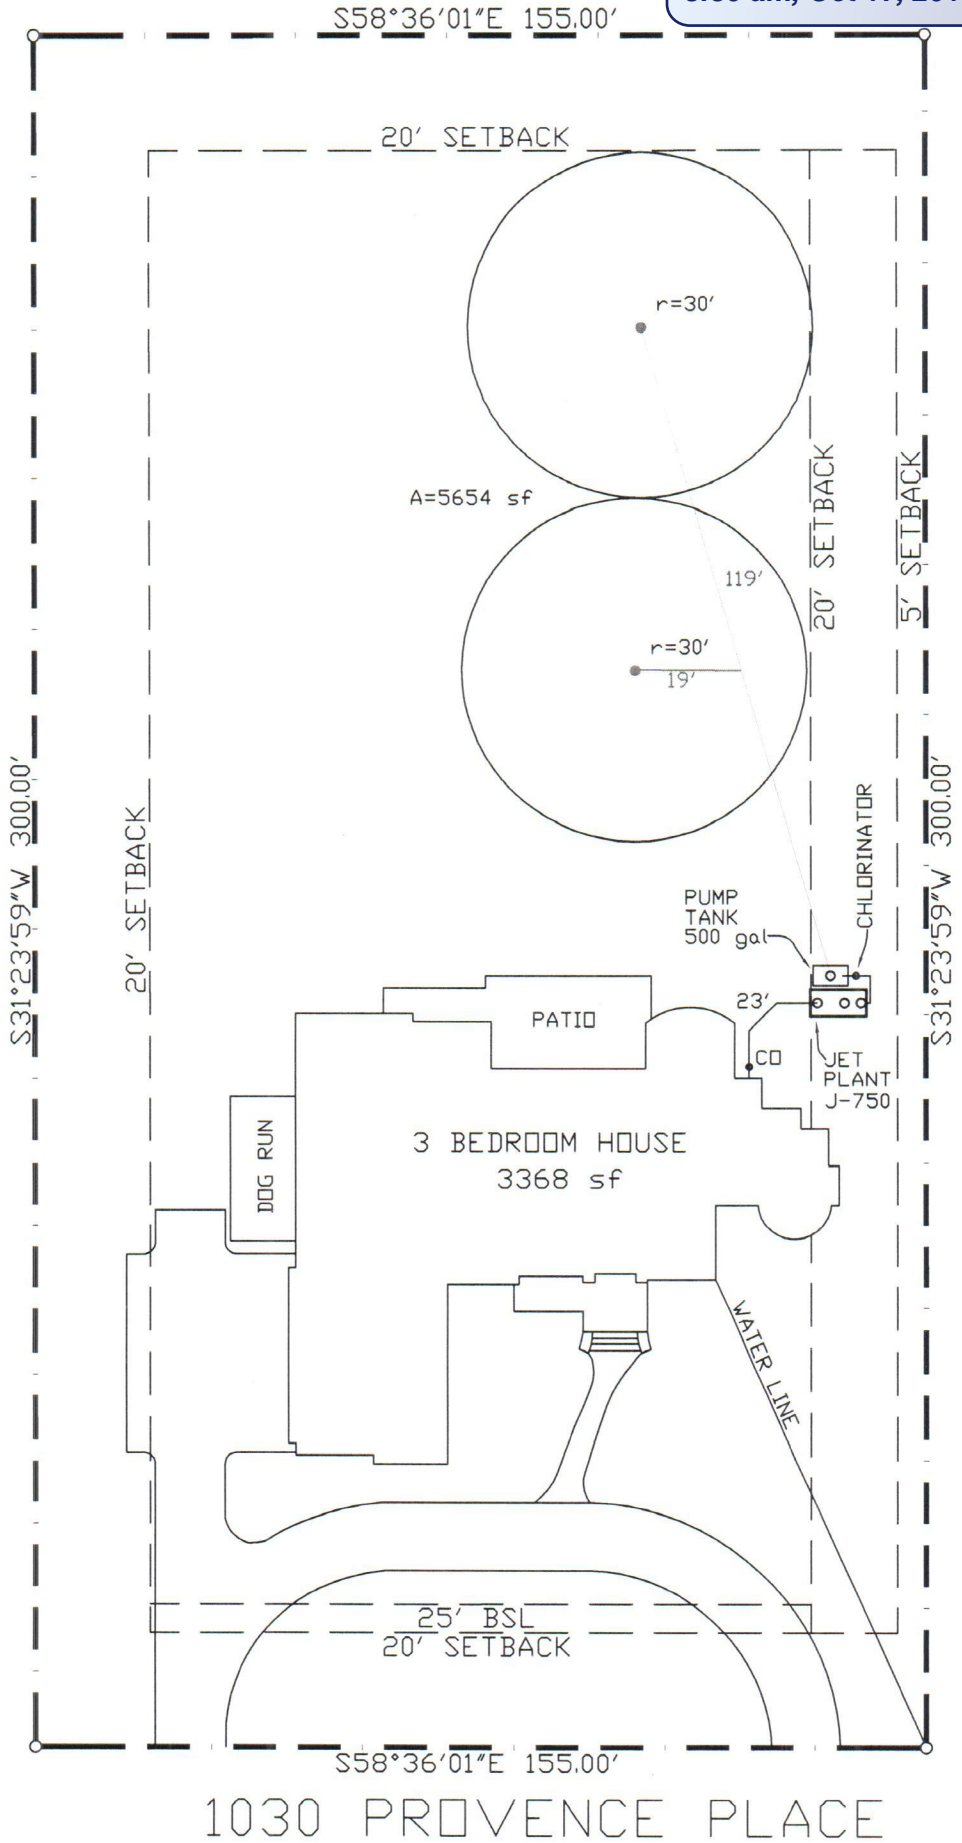 S58°36'01"E 155.00'
20' SETBACK
r=30'
A=5654 sf
20' SETBACK
5' SETBACK
119'
r=30'
19'
S31°23'59"W 300.00'
20' SETBACK
S31°23'59"W 300.00'
CHLORINATOR
PUMP
TANK
500 gal
23'
PATIO
CO
JET
PLANT
J-750
DOG RUN
3 BEDROOM HOUSE
3368 sf
WATER LINE
25' BSL
20' SETBACK
S58°36'01"E 155.00'
1030 PROVENCE PLACE